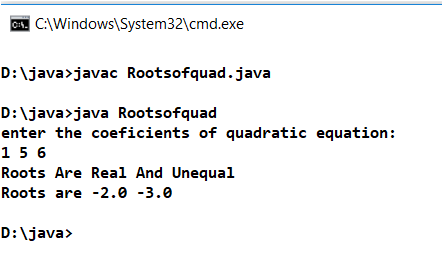 C:\Windows\System32\cmd.exe
D:\java>javac Rootsofquad.java
D:\java>java Rootsofquad
enter the coeficients of quadratic equation:
1 5 6
Roots Are Real And Unequal
Roots are -2.0 -3.0
D:\java>